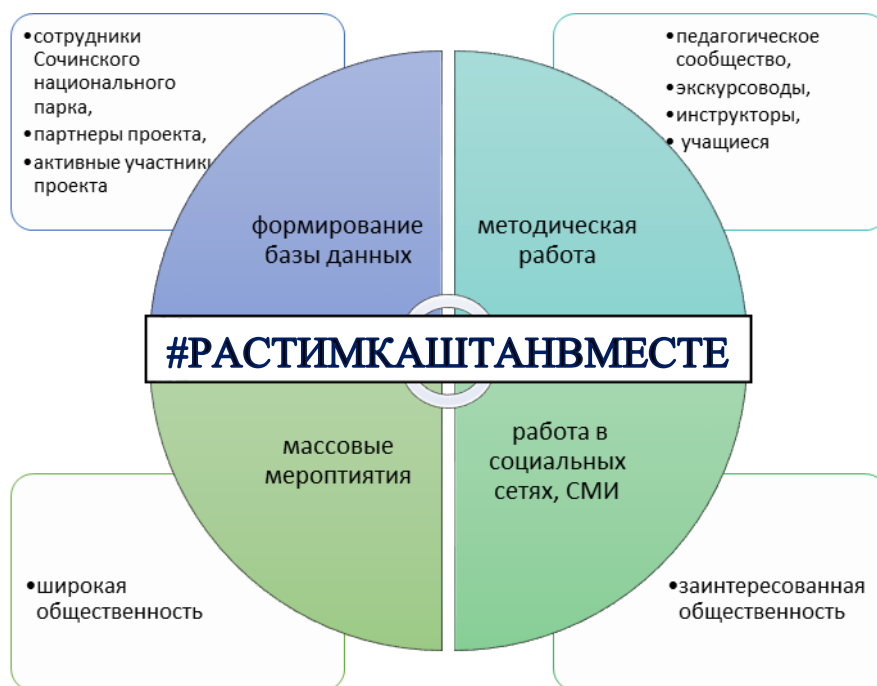 •сотрудники
Сочинского
национального
парка,
•партнеры проекта,
•активные участники
проекта
•педагогическое
сообщество,
•экскурсоводы,
•инструкторы,
• учащиеся
формирование
базы данных
методическая
работа
#РАСТИМКАШТАНВМЕСТЕ
массовые
мероптиятия
работа в
социальных
сетях, СМИ
•широкая
общественность
•заинтересованная
общественность